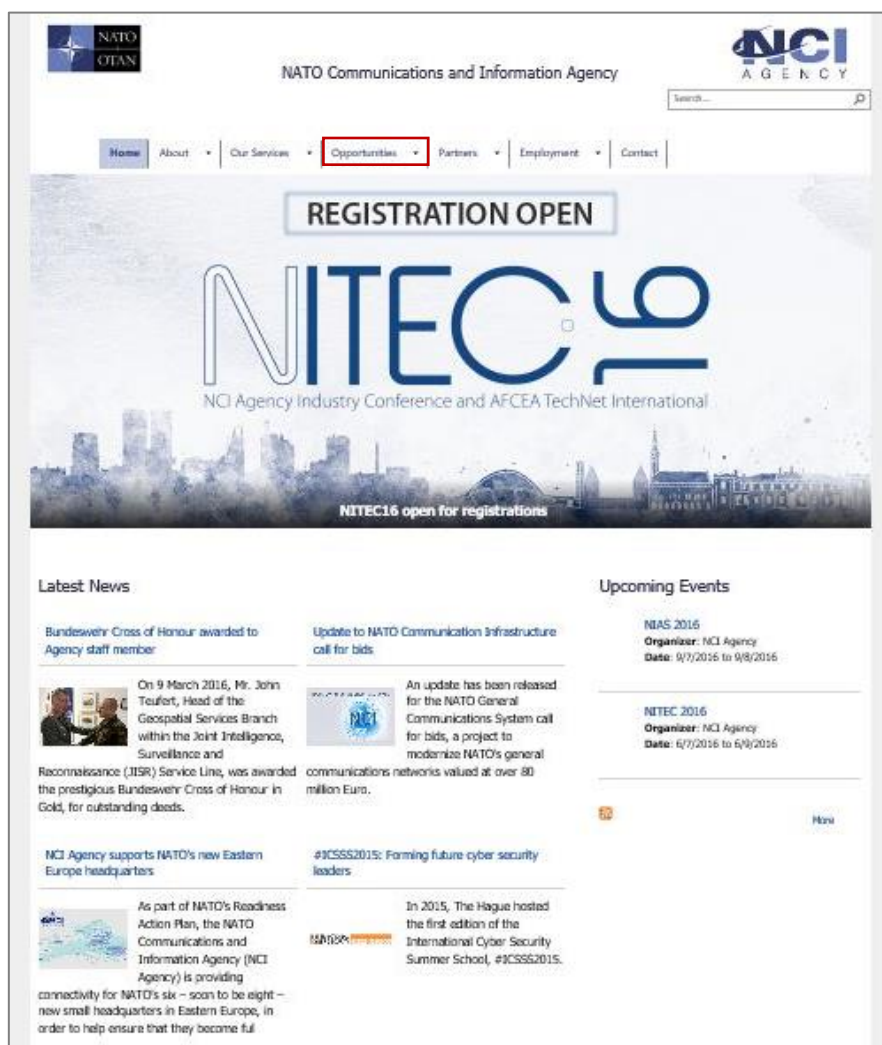 NATO
OTAN
NATO Communications and Information Agency
NCI
AGENCY
Search...
Home About Our Services Opportunities Partners Employment Contact
REGISTRATION OPEN
NITEC16
NCI Agency Industry Conference and AFCEA TechNet International
NITEC16 open for registrations
Latest News
Bundeswehr Cross of Honour awarded to
Agency staff member
On 9 March 2016, Mr. John
Teufert, Head of the
Geospatial Services Branch
within the Joint Intelligence,
Surveillance and
Reconnaissance (JISR) Service Line, was awarded
the prestigious Bundeswehr Cross of Honour in
Gold, for outstanding deeds.
Update to NATO Communication Infrastructure
call for bids
NCI
An update has been released
for the NATO General
Communications System call
for bids, a project to
modernize NATO's general
communications networks valued at over 80
million Euro.
NCI Agency supports NATO's new Eastern
Europe headquarters
NCI
As part of NATO's Readiness
Action Plan, the NATO
Communications and
Information Agency (NCI
Agency) is providing
connectivity for NATO's six – soon to be eight –
new small headquarters in Eastern Europe, in
order to help ensure that they become ful
#ICSSS2015: Forming future cyber security
leaders
In 2015, The Hague hosted
the first edition of the
International Cyber Security
Summer School, #ICSSS2015.
Upcoming Events
NIAS 2016
Organizer: NCI Agency
Date: 9/7/2016 to 9/8/2016
NITEC 2016
Organizer: NCI Agency
Date: 6/7/2016 to 6/9/2016
More